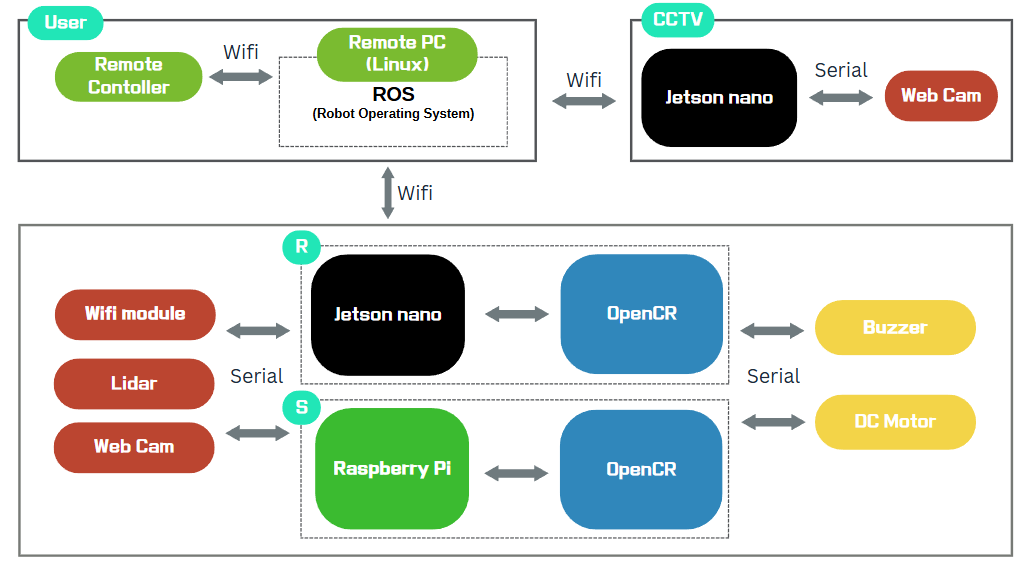 User
Remote
Contoller
Wifi
Remote PC
(Linux)
ROS
(Robot Operating System)
Wifi
CCTV
Jetson nano
Serial
Web Cam
Wifi
R
Jetson nano
OpenCR
Wifi module
Lidar
Web Cam
Serial
S
Raspberry Pi
OpenCR
Serial
Buzzer
DC Motor